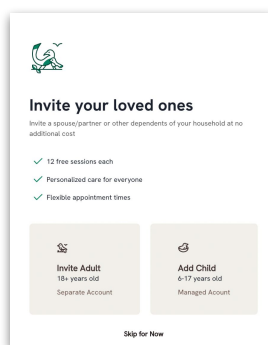 Invite your loved ones
Invite a spouse/partner or other dependents of your household at no
additional cost
12 free sessions each
Personalized care for everyone
Flexible appointment times
Invite Adult
18+ years old
Separate Account
Add Child
6-17 years old
Managed Acount
Skip for Now